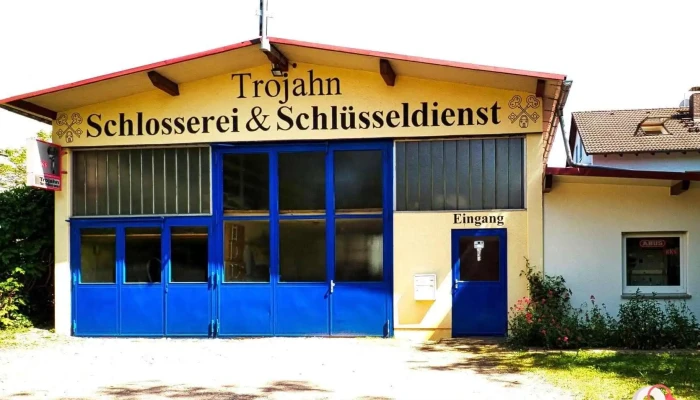 Trojahn
Schlosserei & Schlüsseldienst
Eingang
ABUS